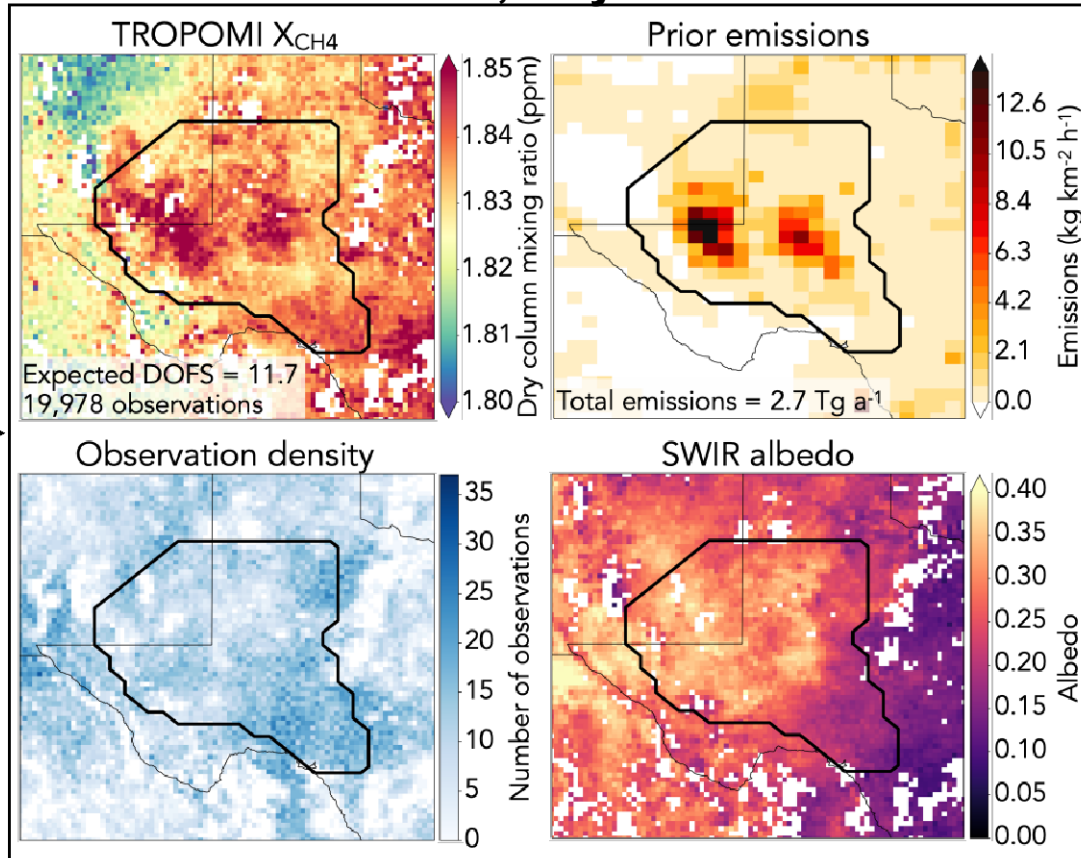 TROPOMI XCH4
1.85
1.84
1.83
1.82
1.81
1.80
Dry column mixing ratio (ppm)
Expected DOFS = 11.7
19,978 observations
Prior emissions
12.6
10.5
8.4
6.3
4.2
2.1
0.0
Emissions (kg km-2 h-1)
Total emissions = 2.7 Tg a-1
Observation density
35
30
25
20
15
10
5
0
Number of observations
SWIR albedo
0.40
0.35
0.30
0.25
0.20
0.15
0.10
0.05
0.00
Albedo